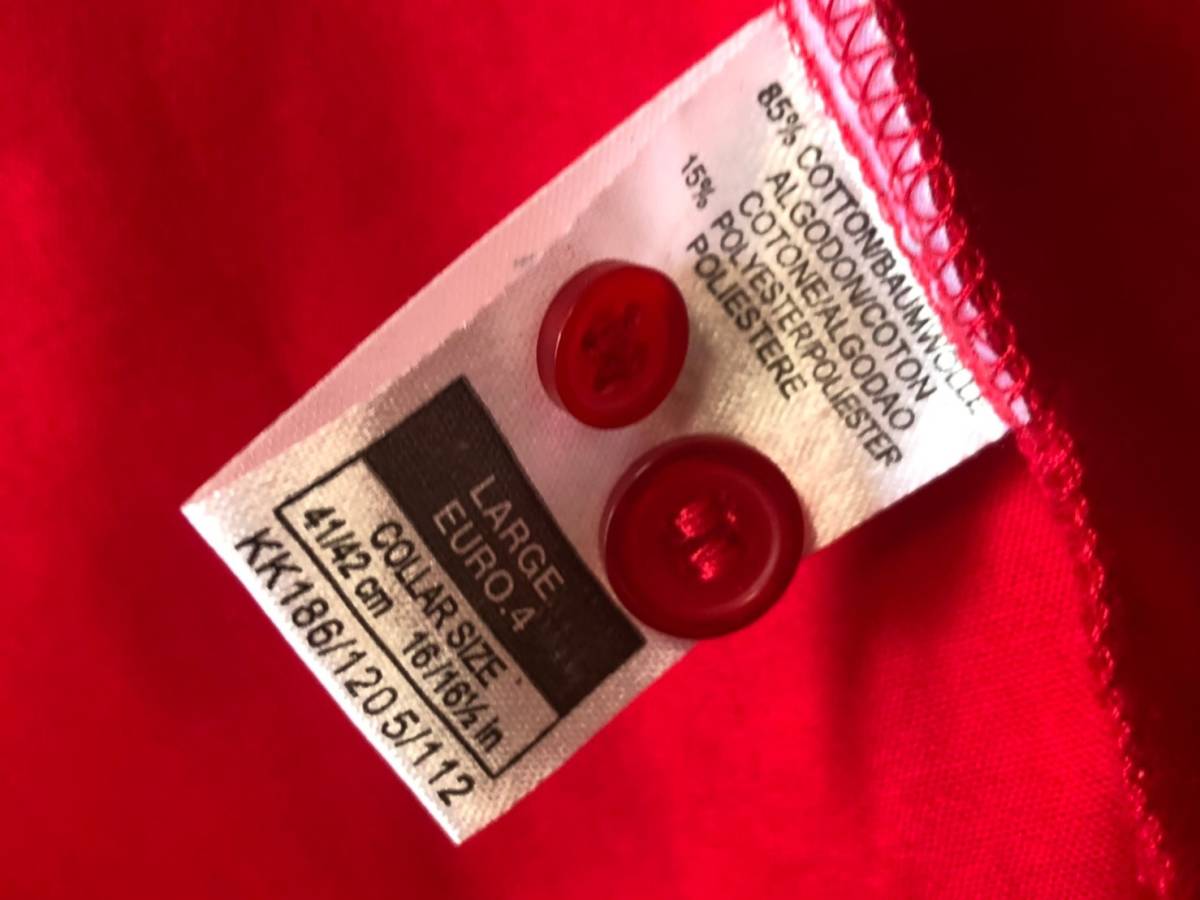 85% COTTON/BAUMWOLLE
ALGODON/COTON
COTONE/ALGODAO
15% POLYESTER/POLIESTER
POLIESTERE
LARGE
EURO.4
COLLAR SIZE
41/42 cm 16/16½ in
KK186/1205/112